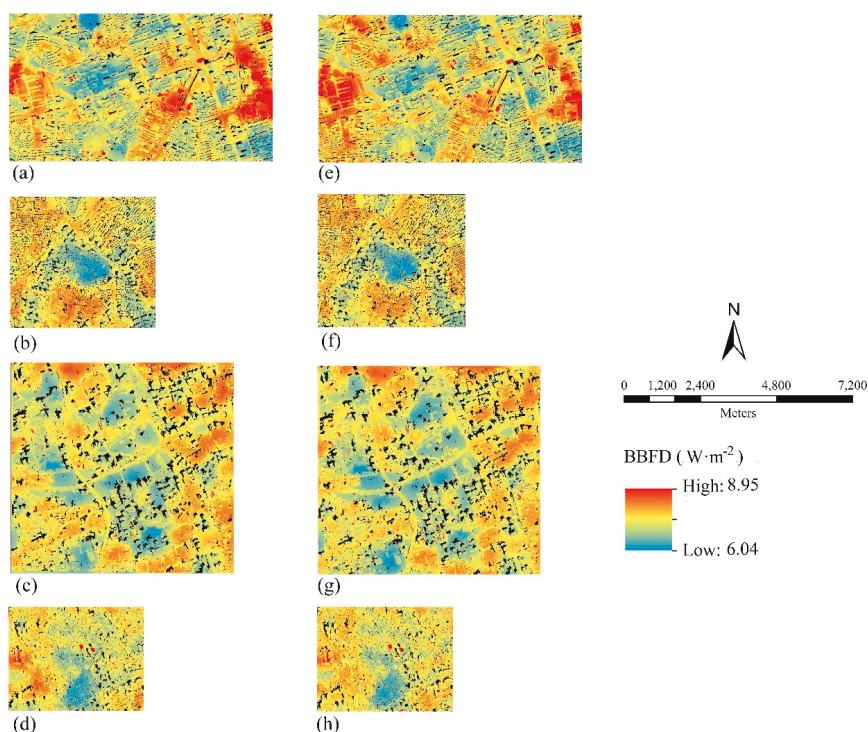 (a)
(e)
(b)
(f)
N
0 1,200 2,400 4,800 7,200
Meters
BBFD ( W·m⁻²)
High: 8.95
Low: 6.04
(c)
(g)
(d)
(h)